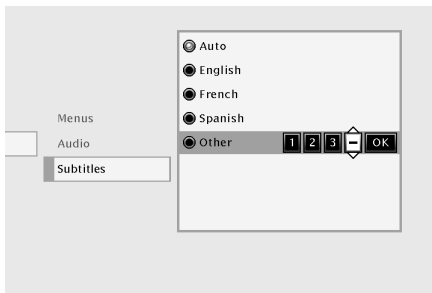 Auto
English
French
Spanish
Other 1 2 3 - OK
Menus
Audio
Subtitles